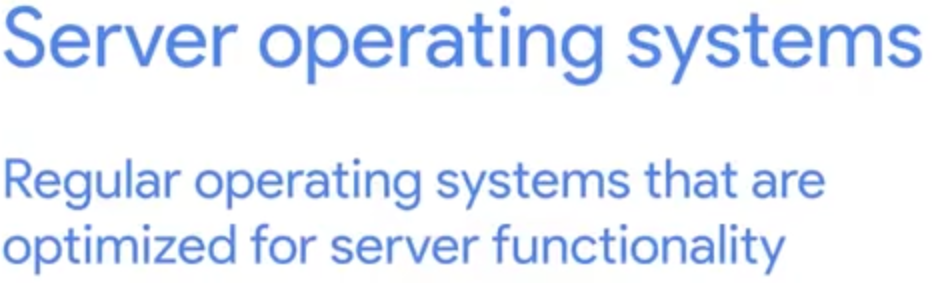 Server operating systems
Regular operating systems that are
optimized for server functionality